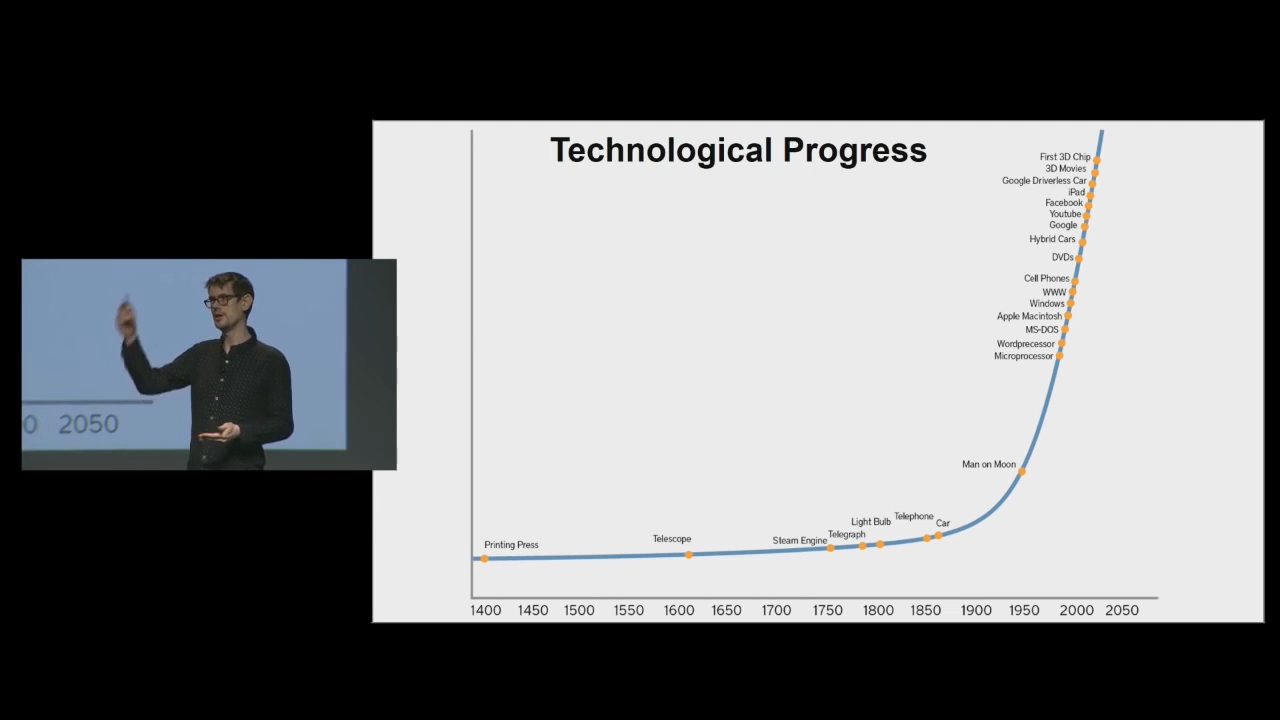 Technological Progress
First 3D Chip
3D Movies
Google Driverless Car
iPad
Facebook
Youtube
Google
Hybrid Cars
DVDs
Cell Phones
WWW
Windows
Apple Macintosh
MS-DOS
Wordprecessor
Microprocessor
Man on Moon
Telephone
Light Bulb
Car
Telegraph
Steam Engine
Telescope
Printing Press
1400 1450 1500 1550 1600 1650 1700 1750 1800 1850 1900 1950 2000 2050
0 2050